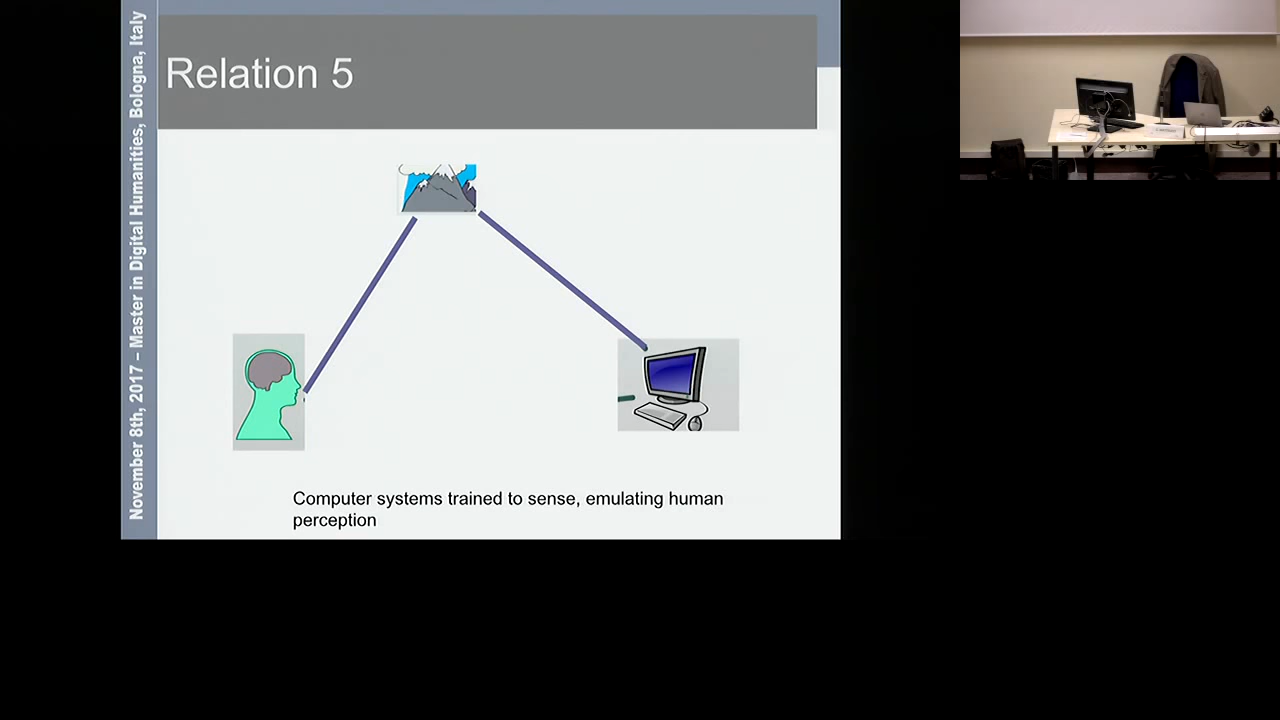 November 8th, 2017 – Master in Digital Humanities, Bologna, Italy
Relation 5
Computer systems trained to sense, emulating human
perception